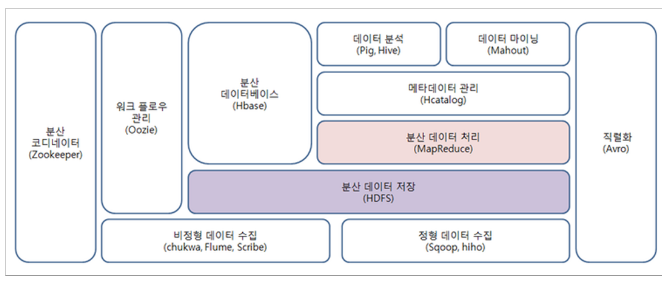 분산
코디네이터
(Zookeeper)
워크 플로우
관리
(Oozie)
분산
데이터베이스
(Hbase)
데이터 분석
(Pig, Hive)
데이터 마이닝
(Mahout)
메타데이터 관리
(Hcatalog)
분산 데이터 처리
(MapReduce)
분산 데이터 저장
(HDFS)
비정형 데이터 수집
(chukwa, Flume, Scribe)
정형 데이터 수집
(Sqoop, hiho)
직렬화
(Avro)